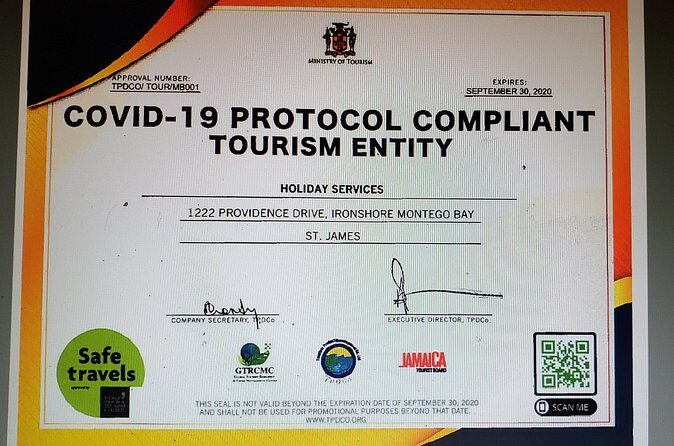 MINISTRY OF TOURISM
APPROVAL NUMBER:
TPDCO/ TOUR/MB001
EXPIRES:
SEPTEMBER 30, 2020
COVID-19 PROTOCOL COMPLIANT
TOURISM ENTITY
HOLIDAY SERVICES
1222 PROVIDENCE DRIVE, IRONSHORE MONTEGO BAY
ST. JAMES
COMPANY SECRETARY, TPDCo.
EXECUTIVE DIRECTOR, TPDCo.
Safe
travels
approved by
GTRCMC
JAMAICA
TOURIST BOARD
SCAN ME
THIS SEAL IS NOT VALID BEYOND THE EXPIRATION DATE OF SEPTEMBER 30, 2020
AND SHALL NOT BE USED FOR PROMOTIONAL PURPOSES BEYOND THAT DATE.
WWW.TPDCO.ORG